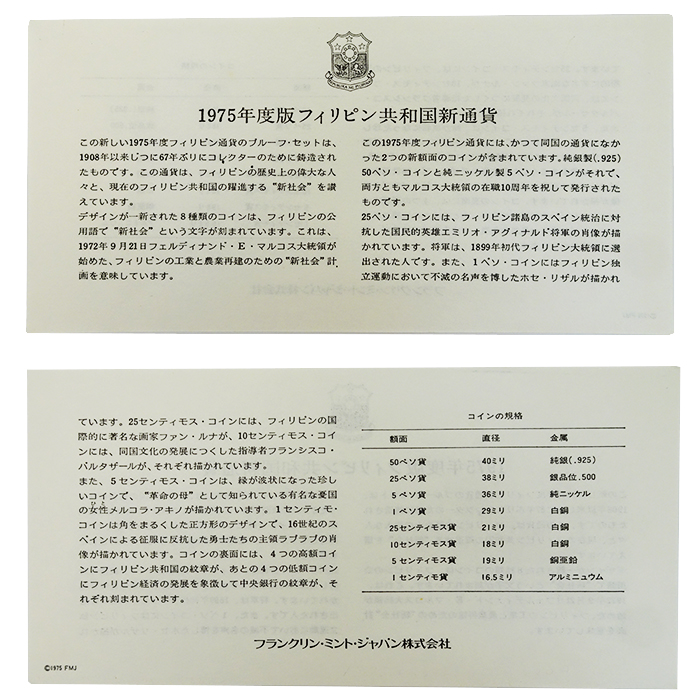 1975年度版フィリピン共和国新通貨
この新しい1975年度フィリピン通貨のプルーフ・セットは、
1908年以来じつに67年ぶりにコレクターのために鋳造され
たものです。この通貨は、フィリピンの歴史上の偉大な人
々と、現在のフィリピン共和国の躍進する“新社会”を讃
えています。
デザインが一新された8種類のコインは、フィリピンの公
用語で“新社会”という文字が刻まれています。これは、
1972年9月21日フェルディナンド・E・マルコス大統領が
始めた、フィリピンの工業と農業再建のための“新社会”計
画を意味しています。
この1975年度フィリピン通貨には、かつて同国の通貨にな
かった2つの新額面のコインが含まれています。純銀製(.925)
50ペソ・コインと純ニッケル製5ペソ・コインがそれで、
両方ともマルコス大統領の在職10周年を祝して発行された
ものです。
25ペソ・コインには、フィリピン諸島のスペイン統治に対
抗した国民的英雄エミリオ・アグィナルド将軍の肖像が描
かれています。将軍は、1899年初代フィリピン大統領に選
出された人です。また、1ペソ・コインにはフィリピン独
立運動において不滅の名声を博したホセ・リザルが描かれ
ています。25センティモス・コインには、フィリピンの国
際的に著名な画家ファン・ルナが、10センティモス・コイ
ンには、同国文化の発展につくした指導者フランシスコ・
バルタザールが、それぞれ描かれています。
また、5センティモス・コインは、縁が波状になった珍し
いコインで、“革命の母”として知られている有名な憂国
の女性メルコラ・アキノが描かれています。1センティモ・
コインは角をまるくした正方形のデザインで、16世紀のス
ペインによる征服に反抗した勇士たちの主領ラプラプの肖
像が描かれています。コインの裏面には、4つの高額コイ
ンにフィリピン共和国の紋章が、あとの4つの低額コイン
にフィリピン経済の発展を象徴して中央銀行の紋章が、そ
れぞれ刻まれています。
コインの規格
額面 直径 金属
50ペソ貨 40ミリ 純銀(.925)
25ペソ貨 38ミリ 銀品位.500
5ペソ貨 36ミリ 純ニッケル
1ペソ貨 29ミリ 白銅
25センティモス貨 21ミリ 白銅
10センティモス貨 18ミリ 白銅
5センティモス貨 19ミリ 銅亜鉛
1センティモ貨 16.5ミリ アルミニュウム
フランクリン・ミント・ジャパン株式会社
©1975 FMJ